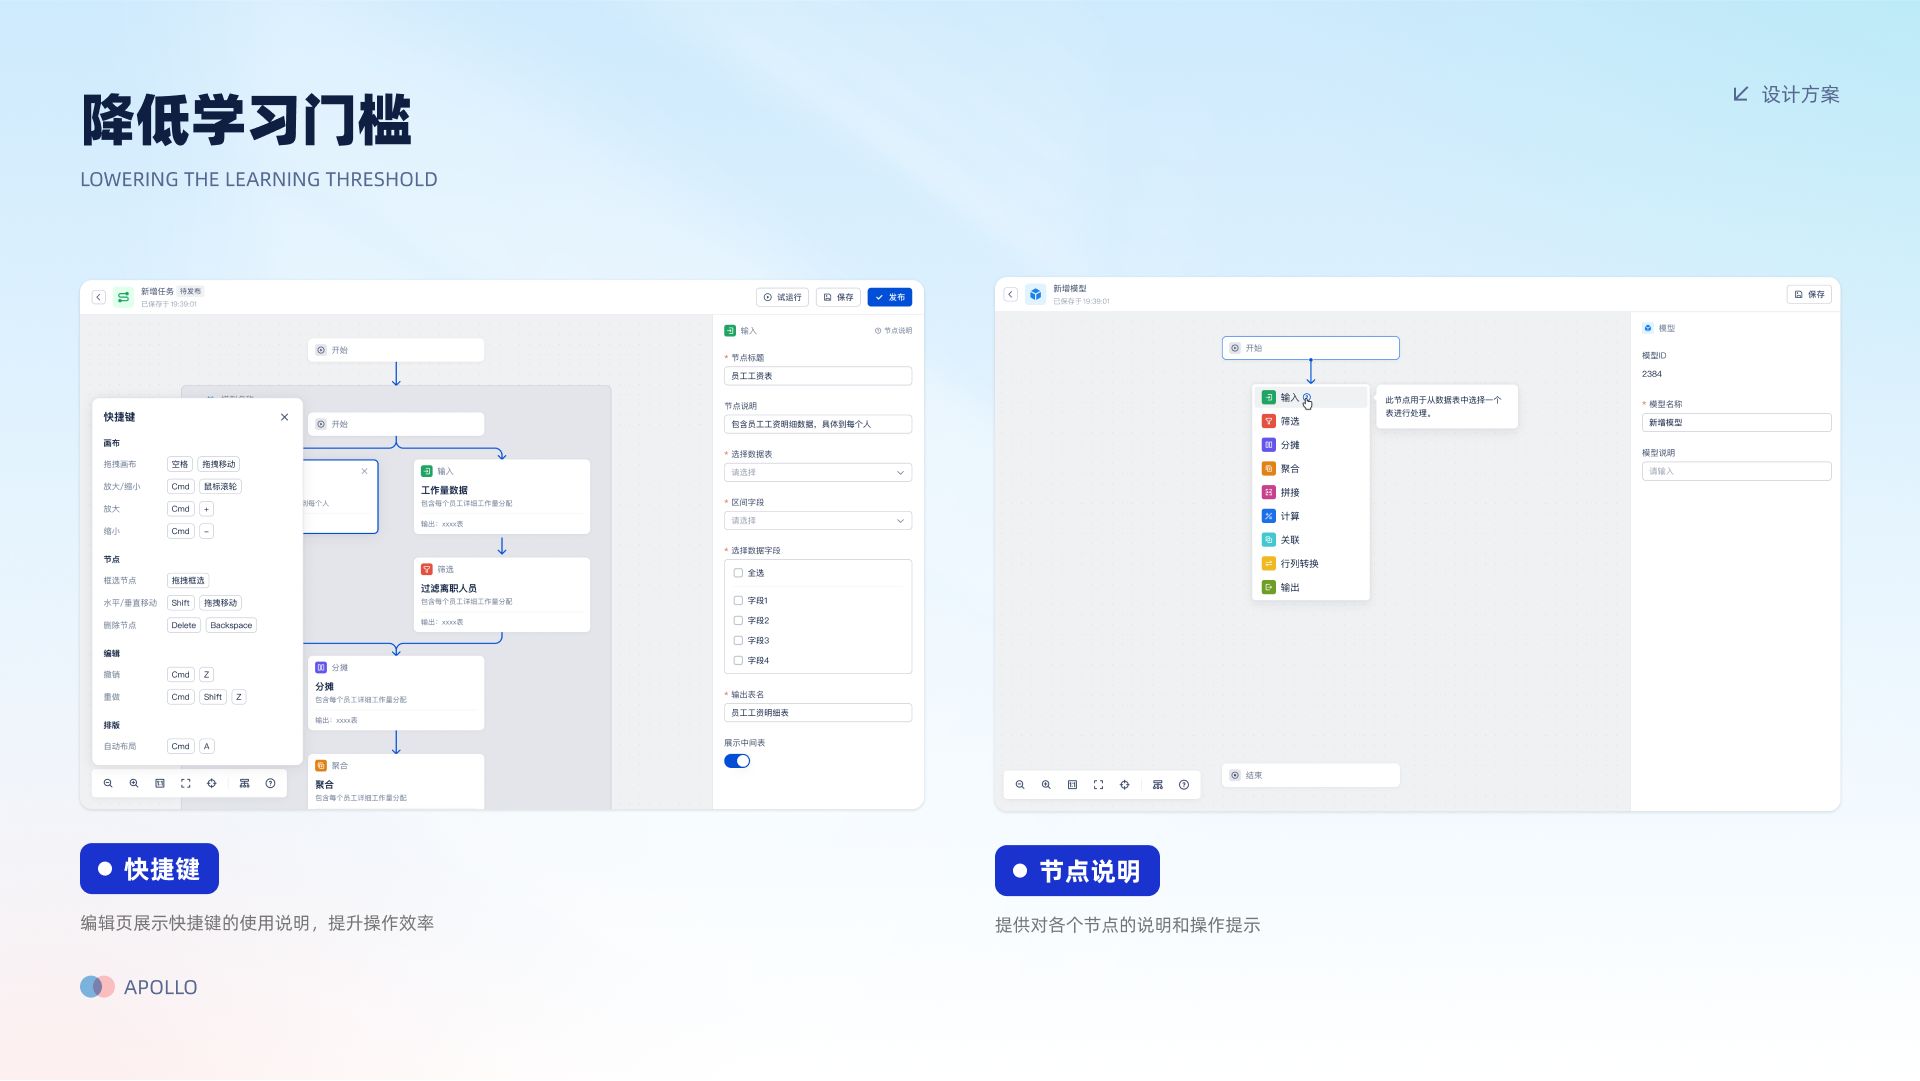 降低学习门槛
LOWERING THE LEARNING THRESHOLD
设计方案
新增任务 待发布
已保存于 19:39:01
试运行 保存 发布
开始
开始
快捷键
画布
拖拽画布 空格 拖拽移动
放大/缩小 Cmd 鼠标滚轮
放大 Cmd +
缩小 Cmd −
节点
框选节点 拖拽框选
水平/垂直移动 Shift 拖拽移动
删除节点 Delete Backspace
编辑
撤销 Cmd Z
重做 Cmd Shift Z
排版
自动布局 Cmd A
到每个人
输入
工作量数据
包含每个员工详细工作量分配
输出：xxxx表
筛选
过滤离职人员
包含每个员工详细工作量分配
输出：xxxx表
分摊
分摊
包含每个员工详细工作量分配
输出：xxxx表
聚合
聚合
包含每个员工详细工作量分配
输入 节点说明
* 节点标题
员工工资表
节点说明
包含员工工资明细数据，具体到每个人
* 选择数据表
请选择
* 区间字段
请选择
* 选择数据字段
全选
字段1
字段2
字段3
字段4
* 输出表名
员工工资明细表
展示中间表
新增模型
已保存于 19:39:01
保存
开始
输入
筛选
分摊
聚合
拼接
计算
关联
行列转换
输出
此节点用于从数据表中选择一个
表进行处理。
结束
模型
模型ID
2384
* 模型名称
新增模型
模型说明
请输入
快捷键
编辑页展示快捷键的使用说明，提升操作效率
节点说明
提供对各个节点的说明和操作提示
APOLLO